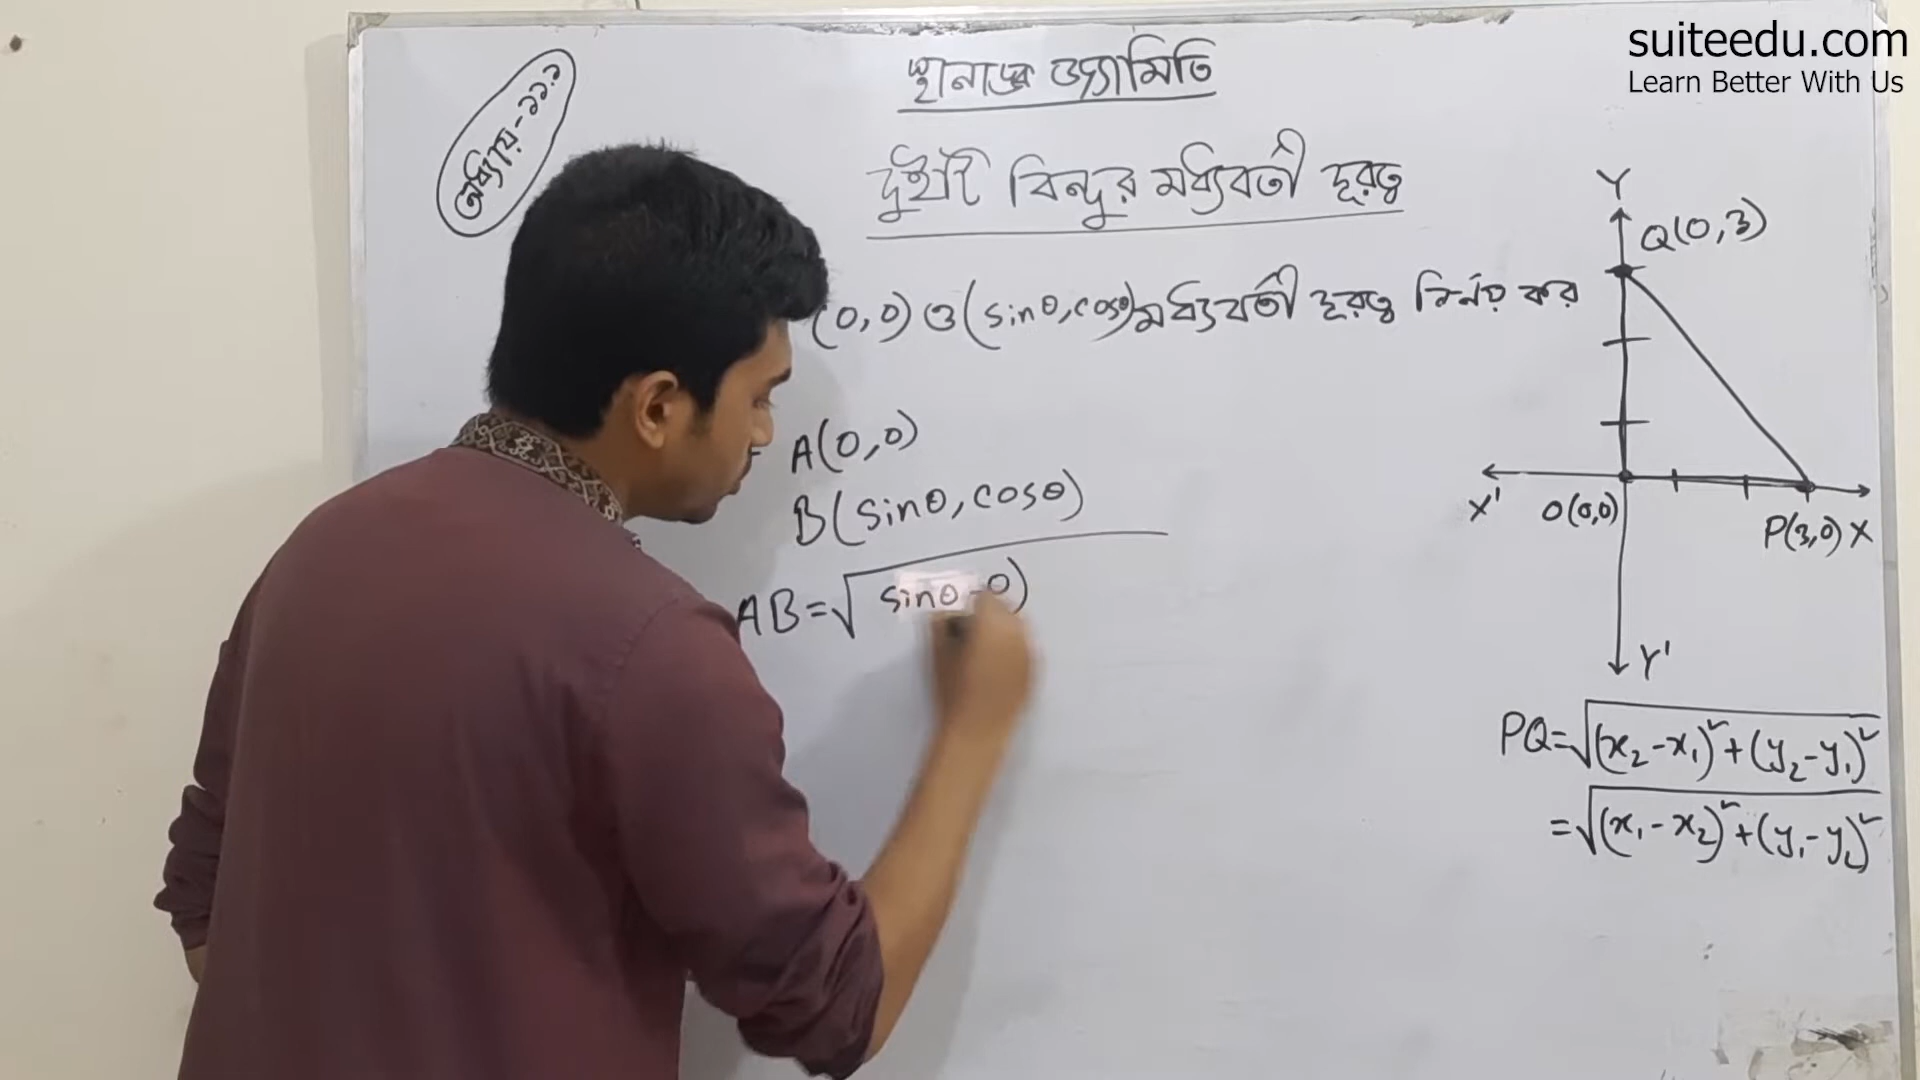 suiteedu.com
Learn Better With Us
স্থানাঙ্ক জ্যামিতি
অধ্যায়-১১.২
দুইটি বিন্দুর মধ্যবর্তী দূরত্ব
(0,0) ও (sinθ, cosθ) মধ্যবর্তী দূরত্ব নির্ণয় কর
A(0,0)
B(sinθ, cosθ)
AB=√ sinθ-0)
Y
Q(0,3)
X'
O(0,0)
P(3,0) X
Y'
PQ=√(x₂-x₁)²+(y₂-y₁)²
=√(x₁-x₂)²+(y₁-y₂)²